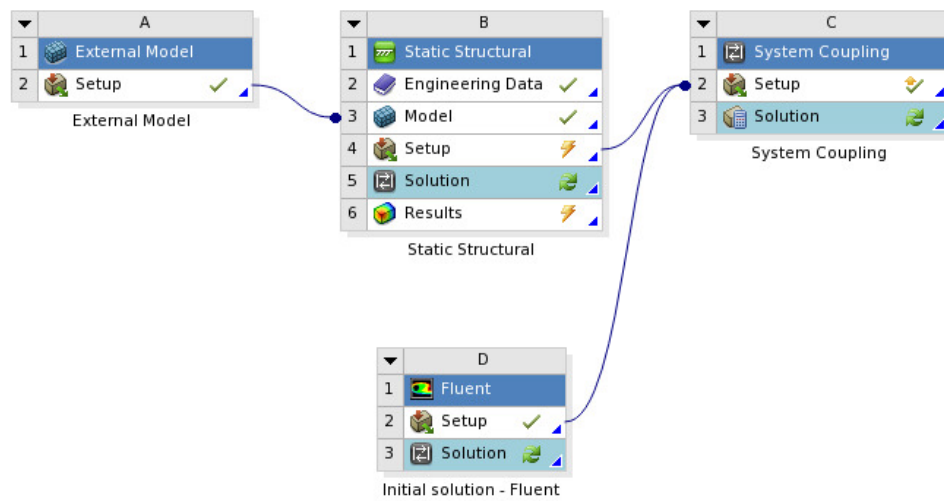 A
1 External Model
2 Setup
External Model
B
1 Static Structural
2 Engineering Data
3 Model
4 Setup
5 Solution
6 Results
Static Structural
C
1 System Coupling
2 Setup
3 Solution
System Coupling
D
1 Fluent
2 Setup
3 Solution
Initial solution - Fluent